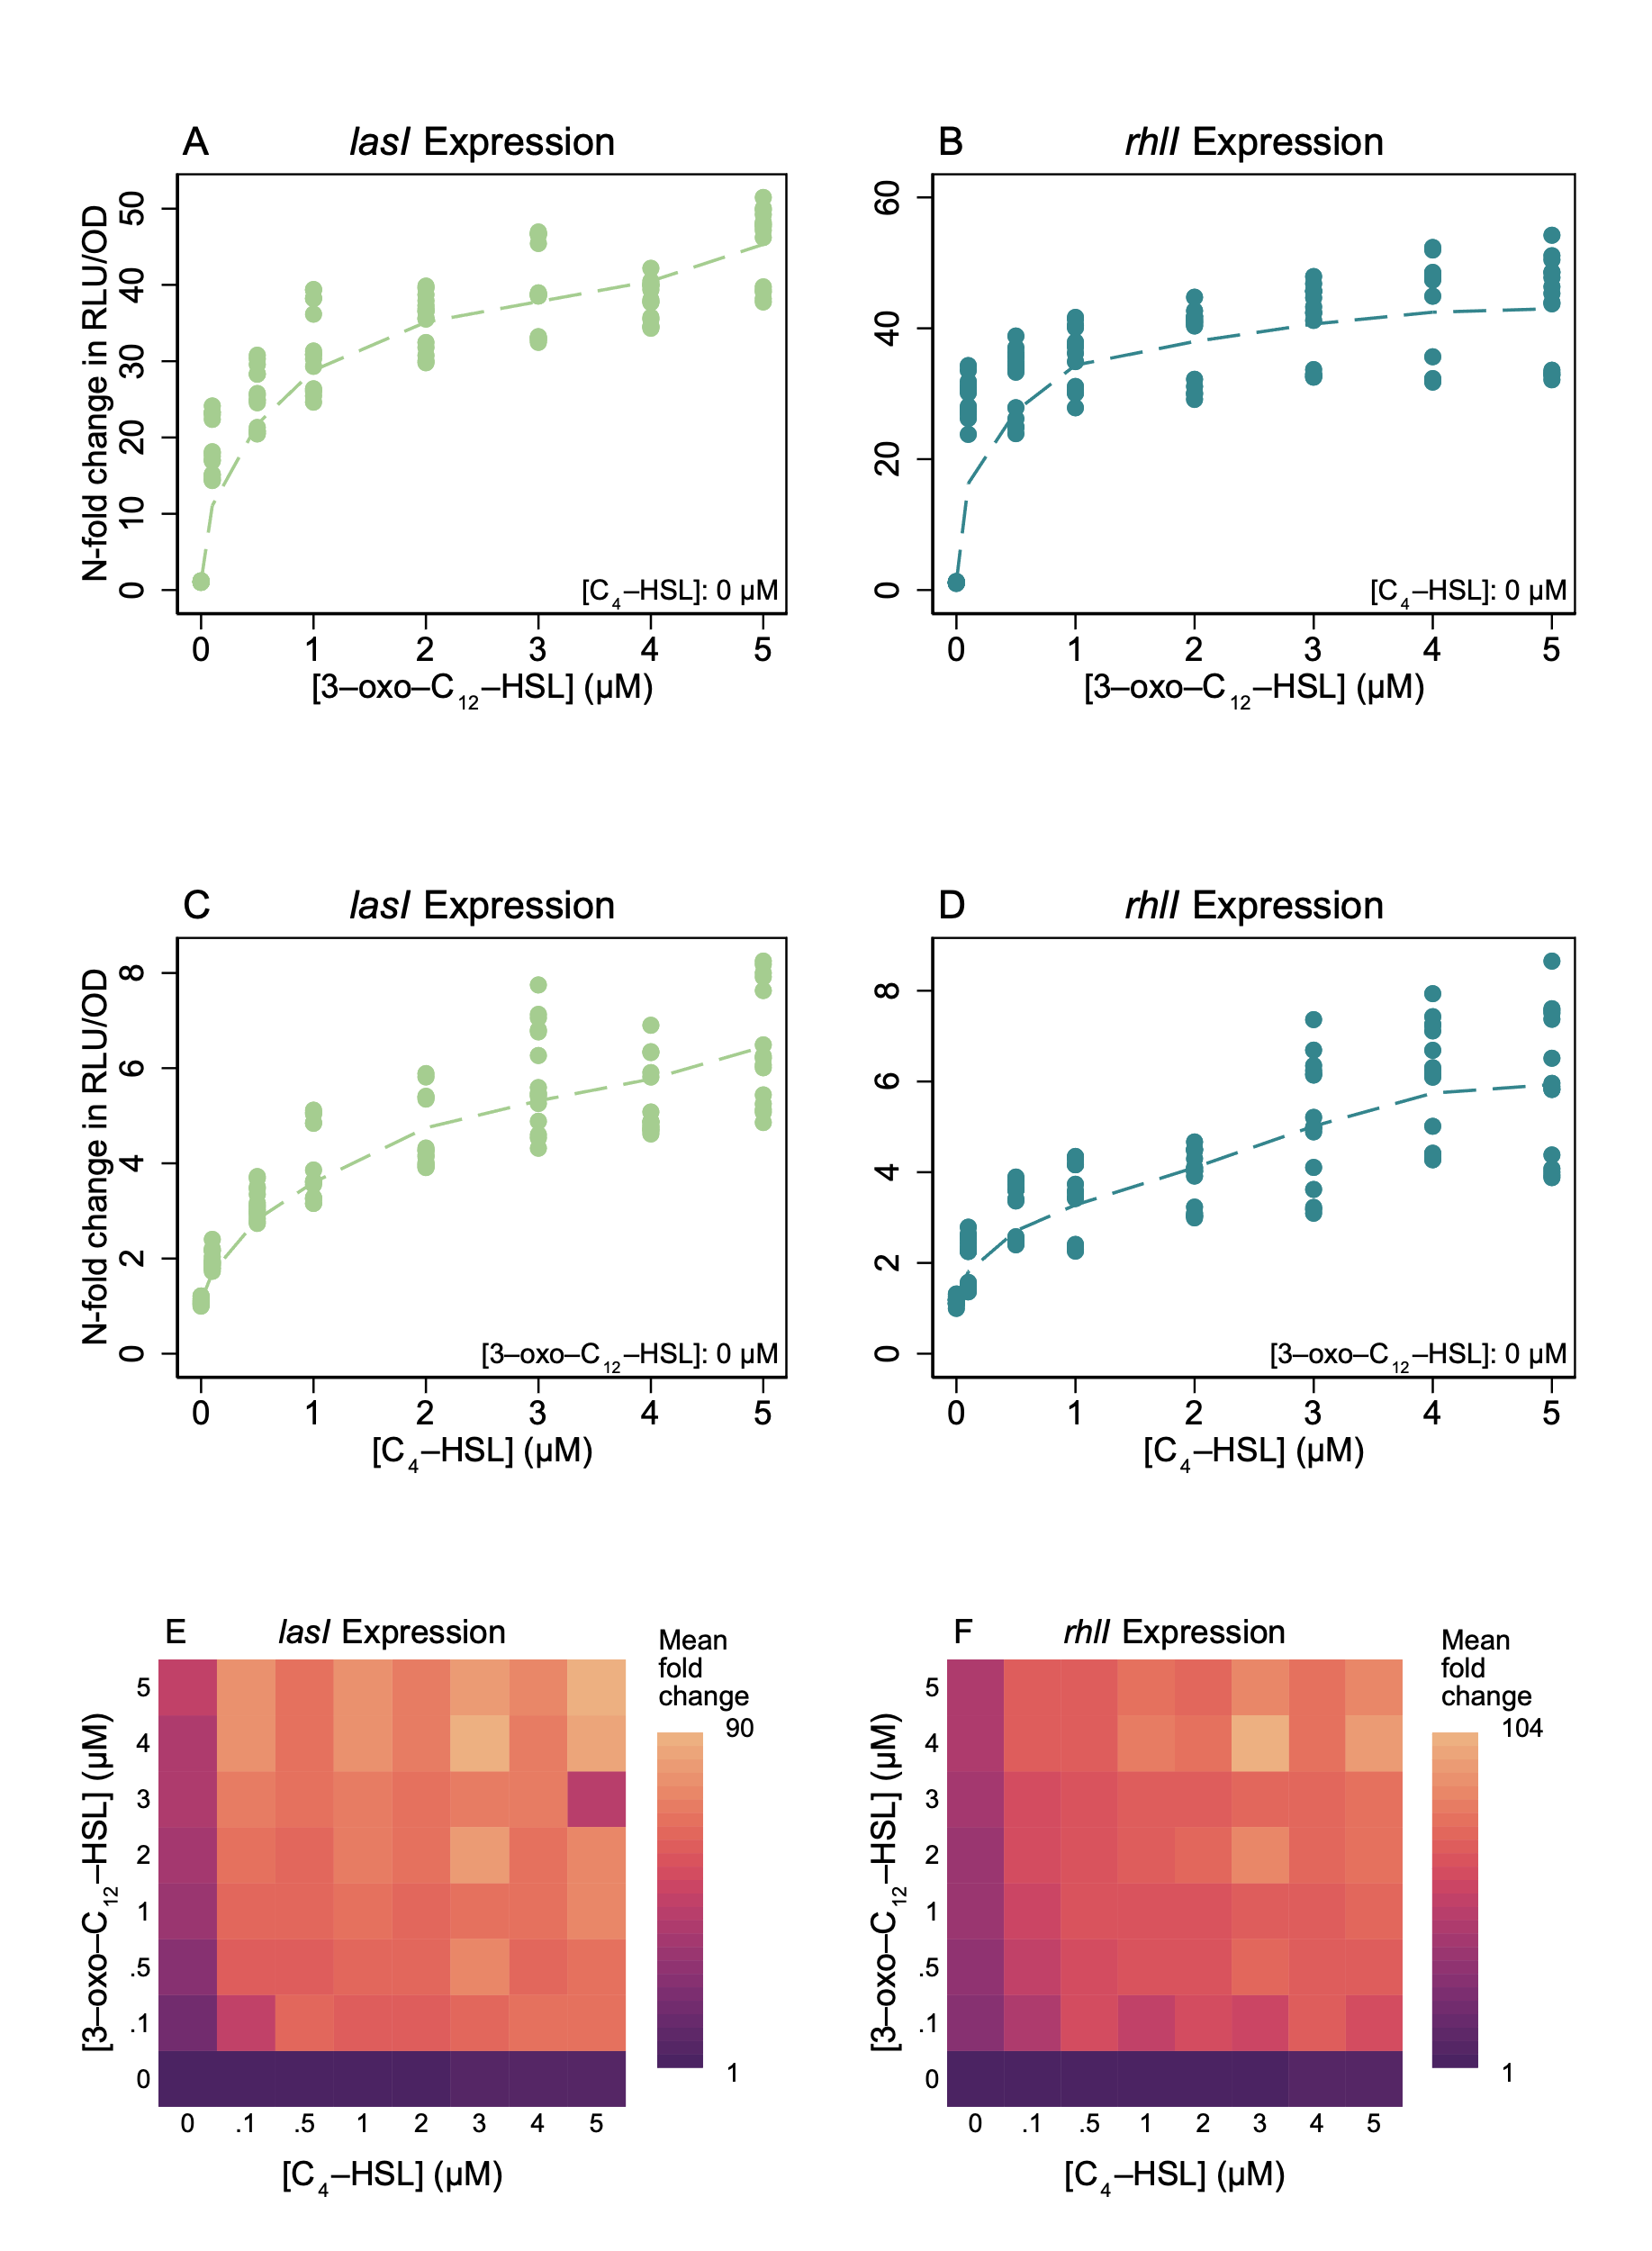 A lasI Expression
N-fold change in RLU/OD
0 10 20 30 40 50
[C4–HSL]: 0 µM
0 1 2 3 4 5
[3–oxo–C12–HSL] (µM)
B rhlI Expression
0 20 40 60
[C4–HSL]: 0 µM
0 1 2 3 4 5
[3–oxo–C12–HSL] (µM)
C lasI Expression
N-fold change in RLU/OD
0 2 4 6 8
[3–oxo–C12–HSL]: 0 µM
0 1 2 3 4 5
[C4–HSL] (µM)
D rhlI Expression
0 2 4 6 8
[3–oxo–C12–HSL]: 0 µM
0 1 2 3 4 5
[C4–HSL] (µM)
E lasI Expression
[3–oxo–C12–HSL] (µM)
5
4
3
2
1
.5
.1
0
0 .1 .5 1 2 3 4 5
[C4–HSL] (µM)
Mean
fold
change
90
1
F rhlI Expression
[3–oxo–C12–HSL] (µM)
5
4
3
2
1
.5
.1
0
0 .1 .5 1 2 3 4 5
[C4–HSL] (µM)
Mean
fold
change
104
1